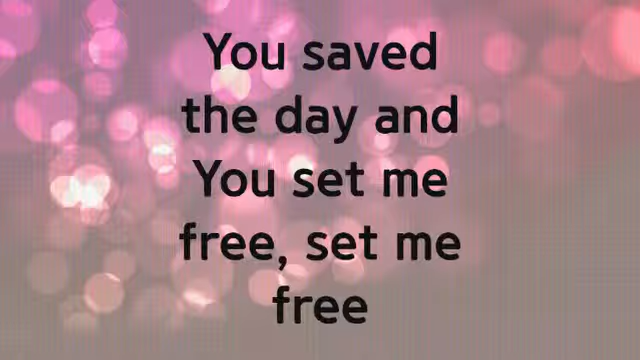 You saved
the day and
You set me
free, set me
free